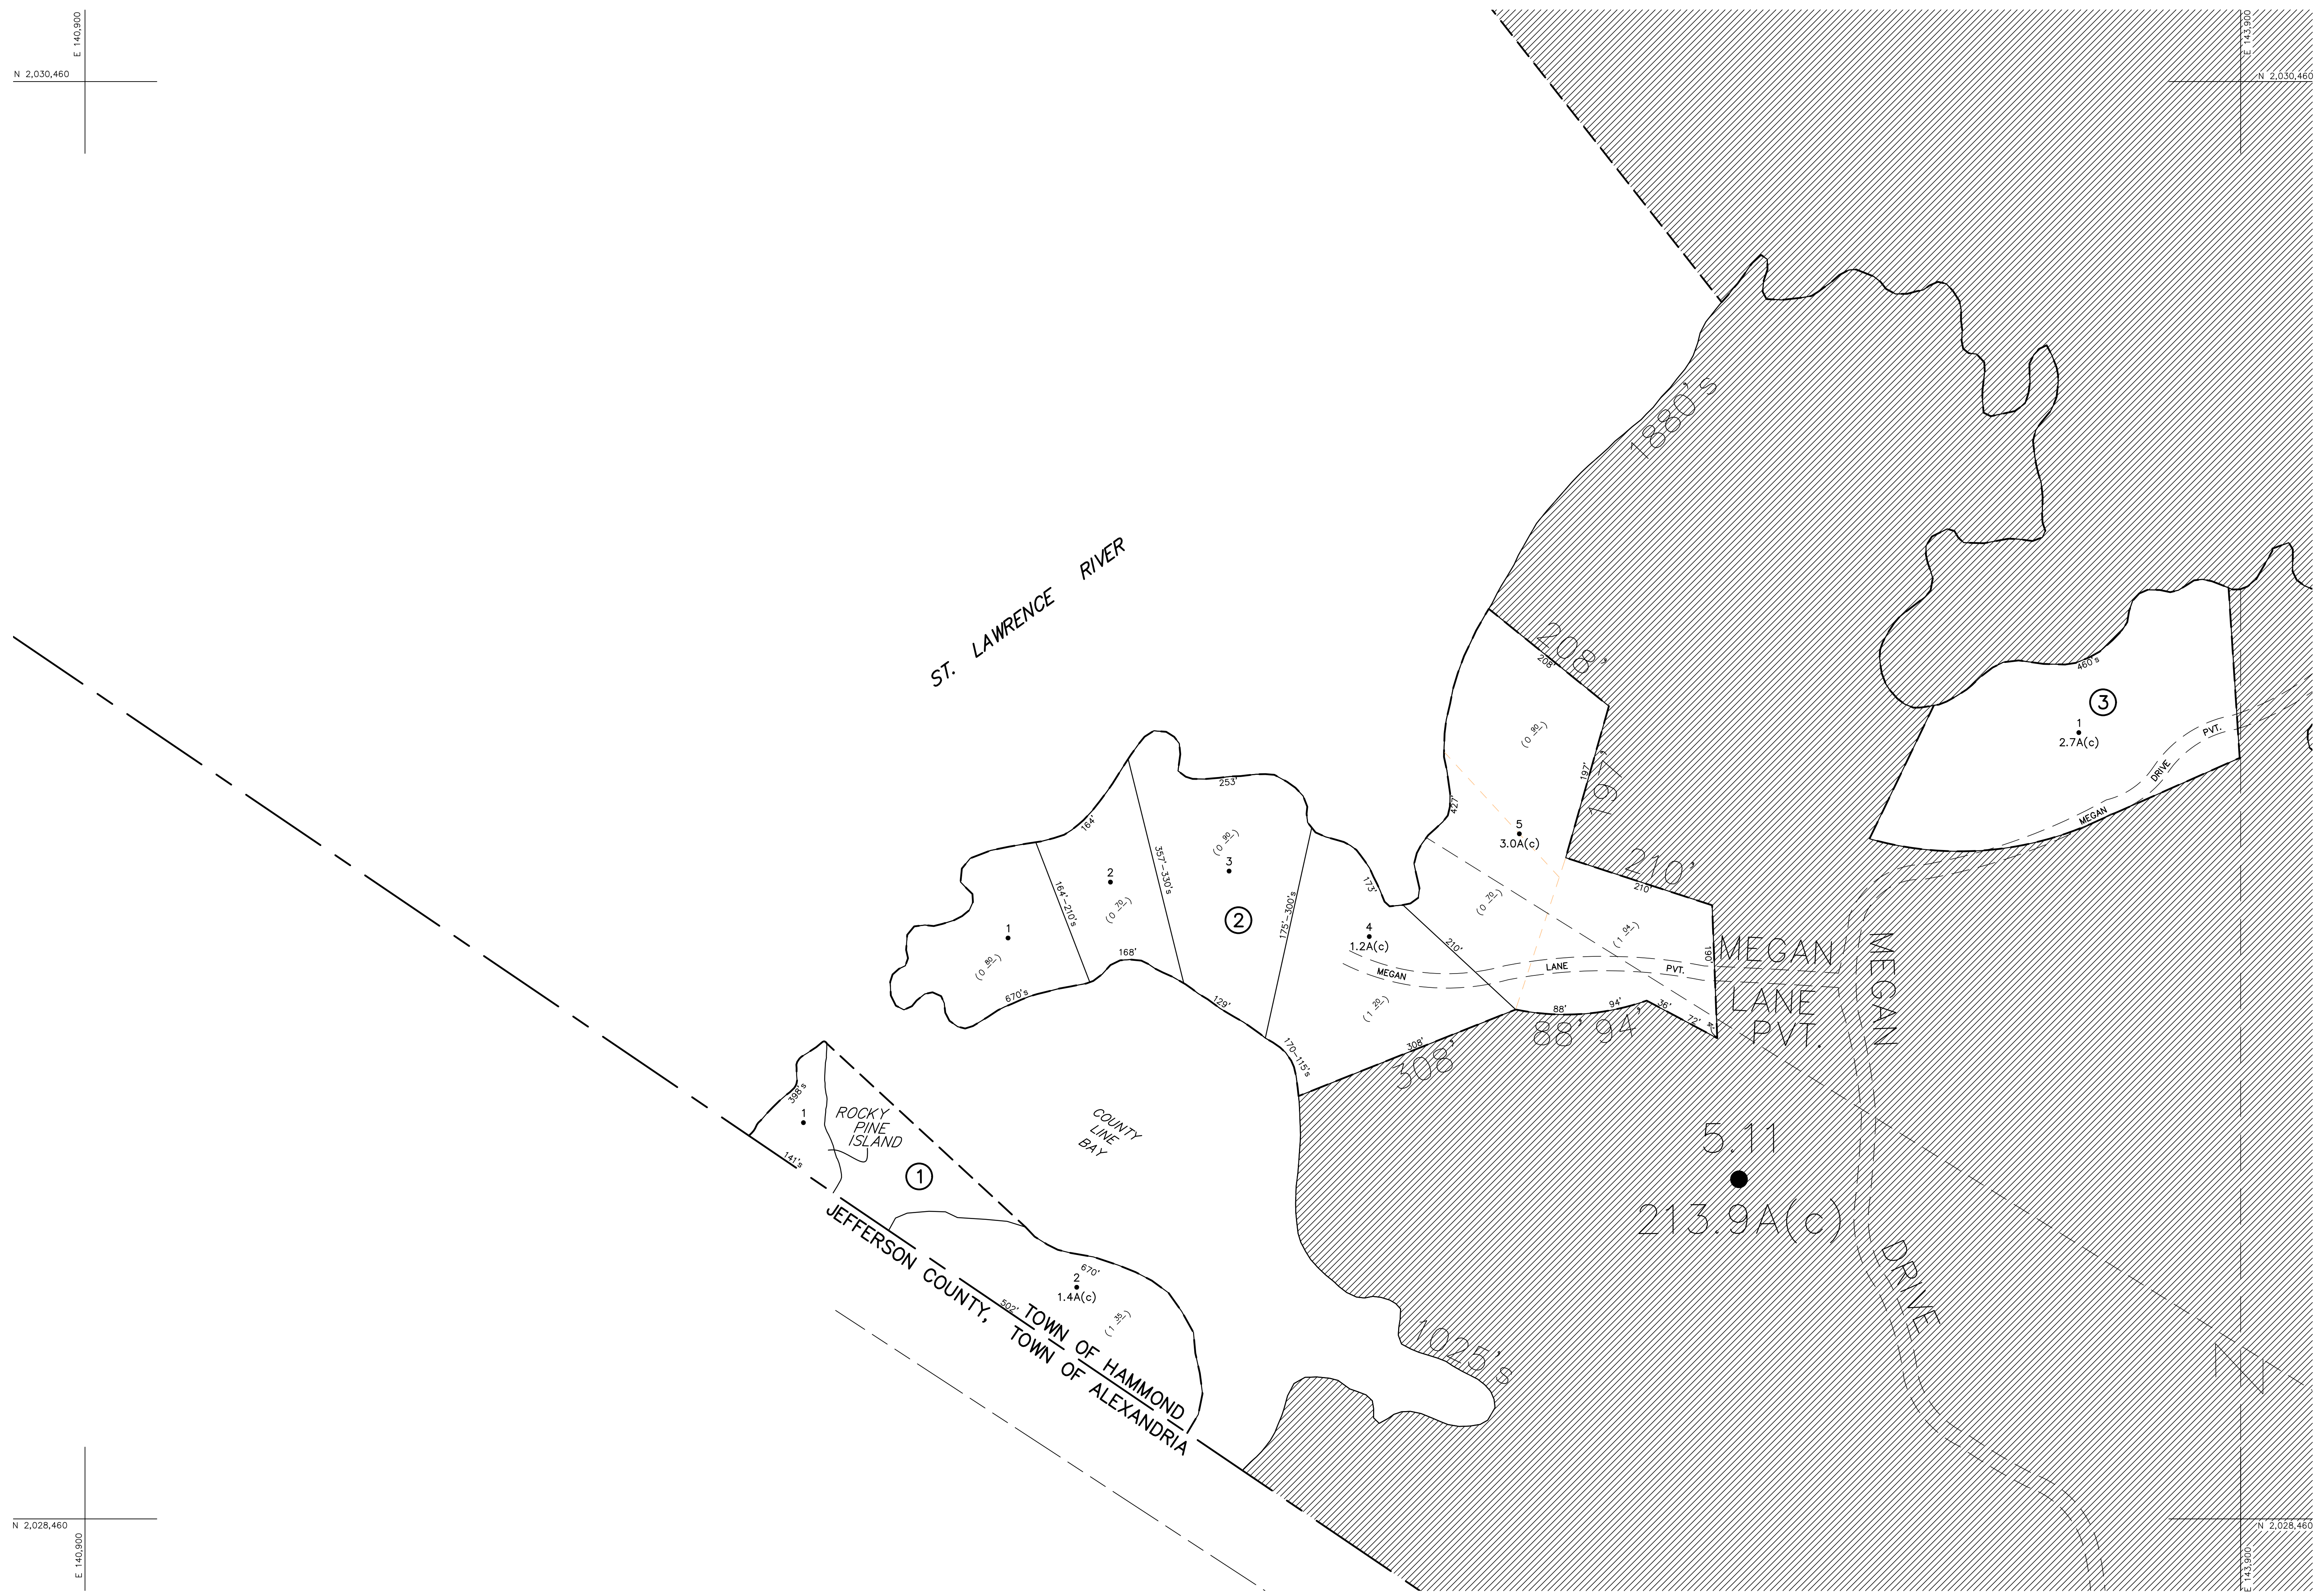 E 140,900
E 143,900
N 2,030,460
N 2,030,460
1880's
ST. LAWRENCE RIVER
208'
208'
460's
3
1
2.7A(c)
MEGAN DRIVE PVT.
(0.90)
197'
197'
427'
5
3.0A(c)
253'
164'
357'-330's
(0.90)
3
2
(0.70)
164'-210's
175'-300's
2
173'
4
1.2A(c)
210'
210'
210'
(0.70)
(1.04)
190'
1
(0.80)
168'
670's
129'
MEGAN LANE PVT.
(1.20)
88'
94'
36'
72'
88' 94'
308'
308'
170-115's
MEGAN
LANE
PVT.
MEGAN
DRIVE
398's
1
141's
ROCKY
PINE
ISLAND
1
COUNTY
LINE
BAY
5.11
213.9A(c)
670'
2
1.4A(c)
(1.35)
502'
JEFFERSON COUNTY,
TOWN OF HAMMOND
TOWN OF ALEXANDRIA
1025's
N 2,028,460
N 2,028,460
E 140,900
E 143,900